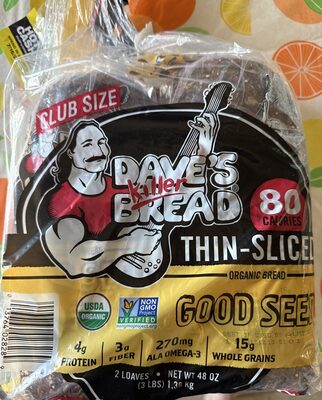 CLUB SIZE
DAVE'S
Killer
BREAD
80
CALORIES
THIN-SLICED
ORGANIC BREAD
USDA
ORGANIC
NON
GMO
Project
VERIFIED
nongmoproject.org
GOOD SEED
4g
PROTEIN
3g
FIBER
270mg
ALA OMEGA-3
15g
WHOLE GRAINS
2 LOAVES • NET WT 48 OZ
(3 LBS) 1.36 kg